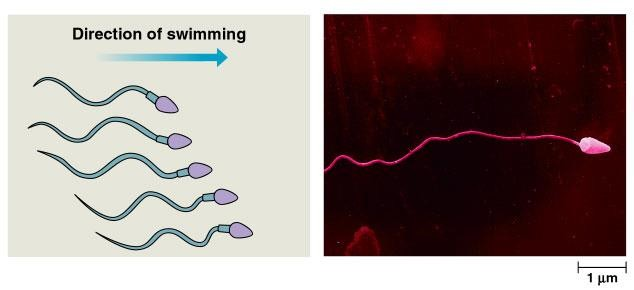 Direction of swimming
1 µm